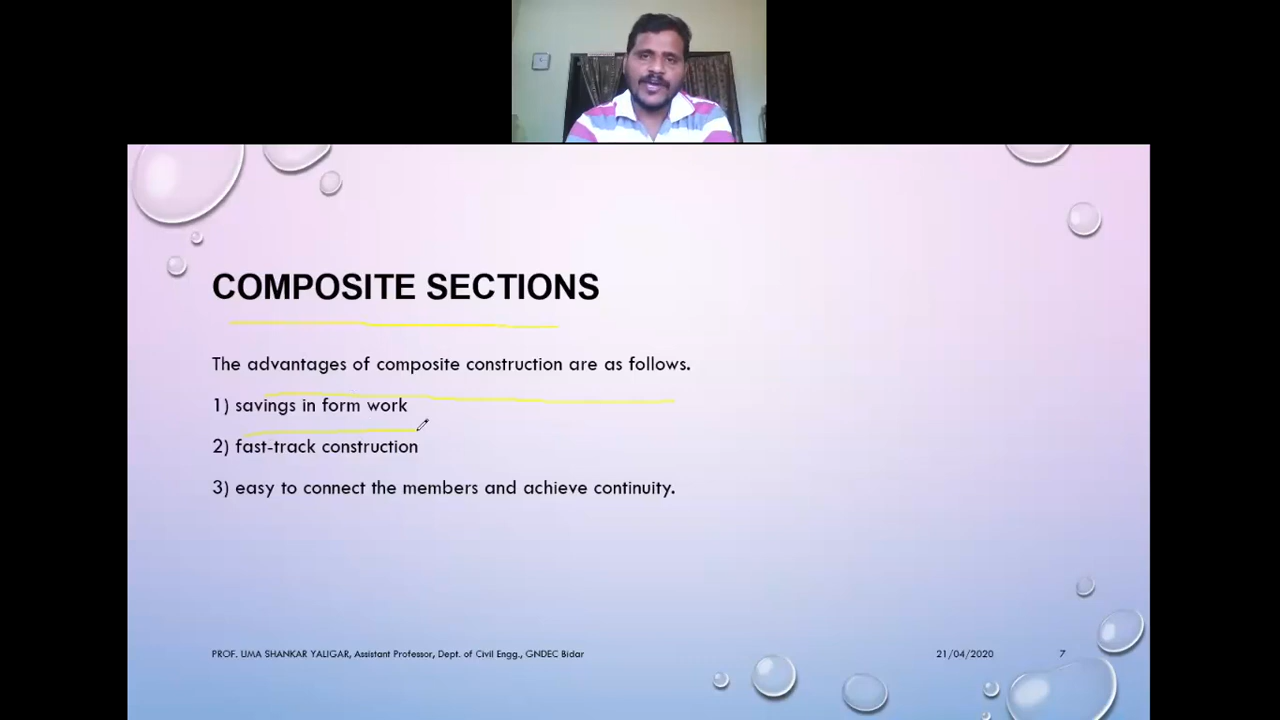 COMPOSITE SECTIONS
The advantages of composite construction are as follows.
1) savings in form work
2) fast-track construction
3) easy to connect the members and achieve continuity.
PROF. UMA SHANKAR YALIGAR, Assistant Professor, Dept. of Civil Engg., GNDEC Bidar 21/04/2020 7